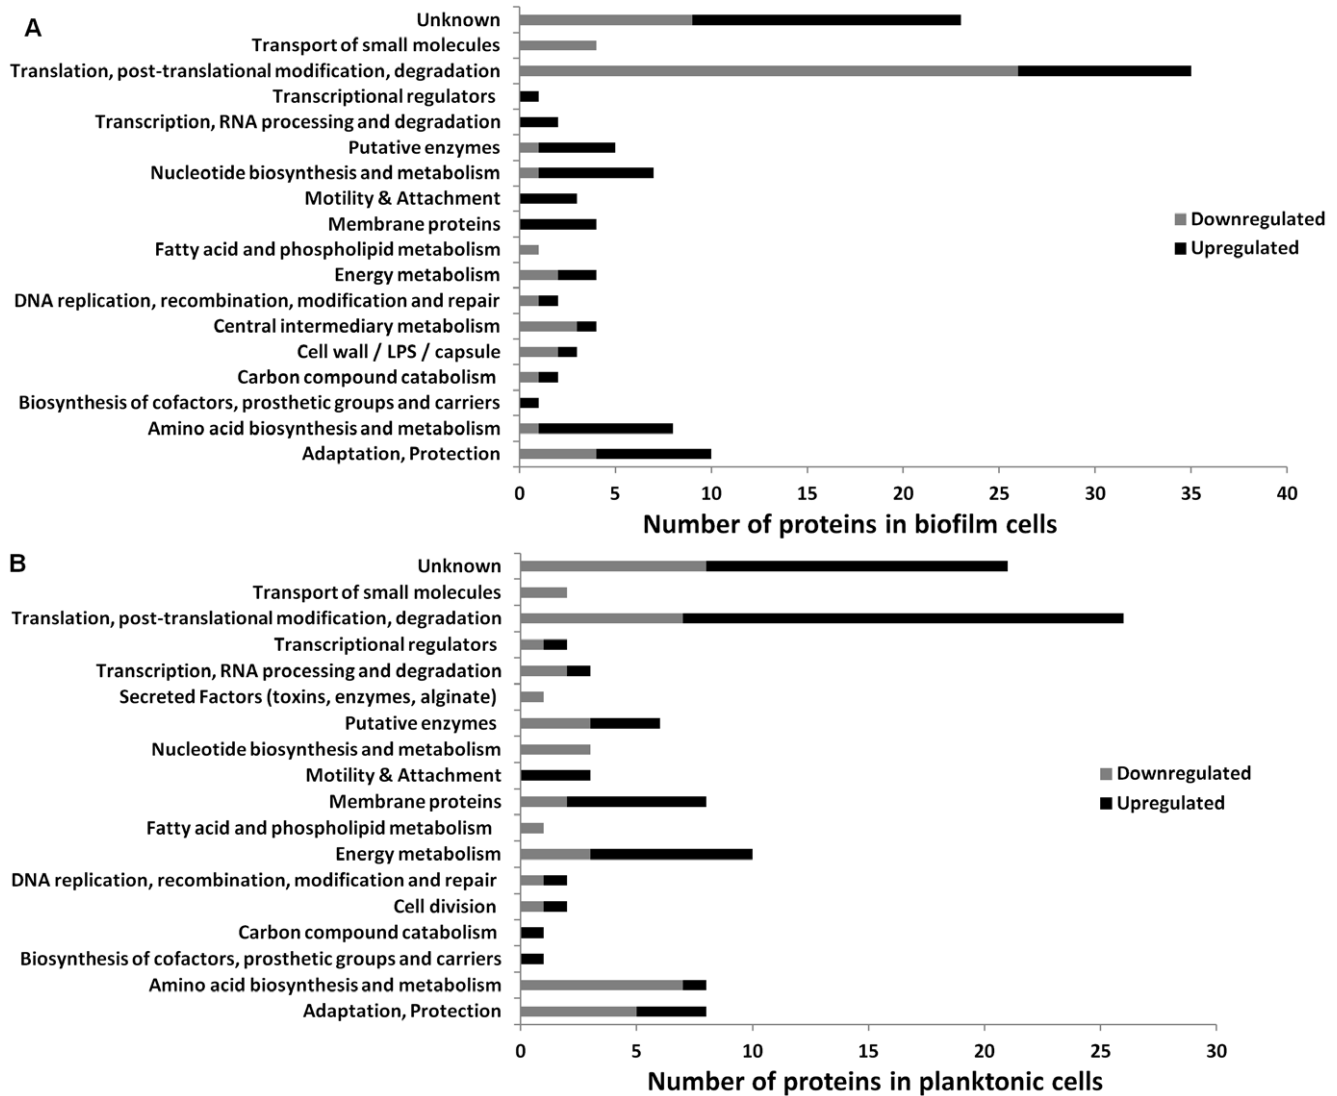 A
Unknown
Transport of small molecules
Translation, post-translational modification, degradation
Transcriptional regulators
Transcription, RNA processing and degradation
Putative enzymes
Nucleotide biosynthesis and metabolism
Motility & Attachment
Membrane proteins
Fatty acid and phospholipid metabolism
Energy metabolism
DNA replication, recombination, modification and repair
Central intermediary metabolism
Cell wall / LPS / capsule
Carbon compound catabolism
Biosynthesis of cofactors, prosthetic groups and carriers
Amino acid biosynthesis and metabolism
Adaptation, Protection
Downregulated
Upregulated
0 5 10 15 20 25 30 35 40
Number of proteins in biofilm cells
B
Unknown
Transport of small molecules
Translation, post-translational modification, degradation
Transcriptional regulators
Transcription, RNA processing and degradation
Secreted Factors (toxins, enzymes, alginate)
Putative enzymes
Nucleotide biosynthesis and metabolism
Motility & Attachment
Membrane proteins
Fatty acid and phospholipid metabolism
Energy metabolism
DNA replication, recombination, modification and repair
Cell division
Carbon compound catabolism
Biosynthesis of cofactors, prosthetic groups and carriers
Amino acid biosynthesis and metabolism
Adaptation, Protection
Downregulated
Upregulated
0 5 10 15 20 25 30
Number of proteins in planktonic cells